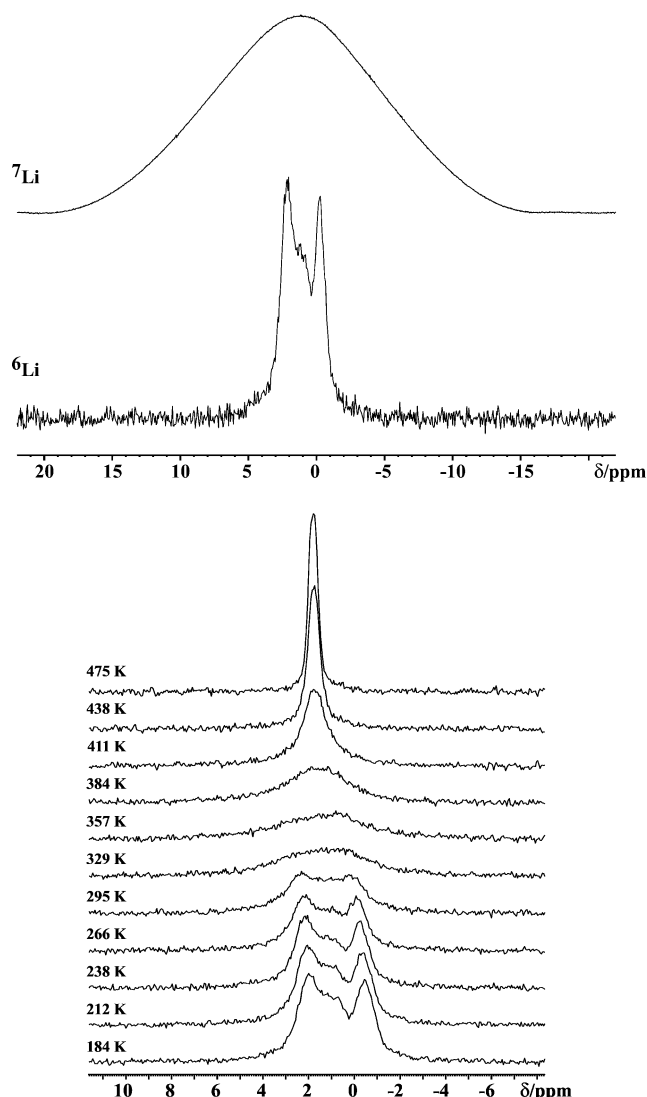 ⁷Li
⁶Li
20 15 10 5 0 -5 -10 -15 δ/ppm
475 K
438 K
411 K
384 K
357 K
329 K
295 K
266 K
238 K
212 K
184 K
10 8 6 4 2 0 -2 -4 -6 δ/ppm